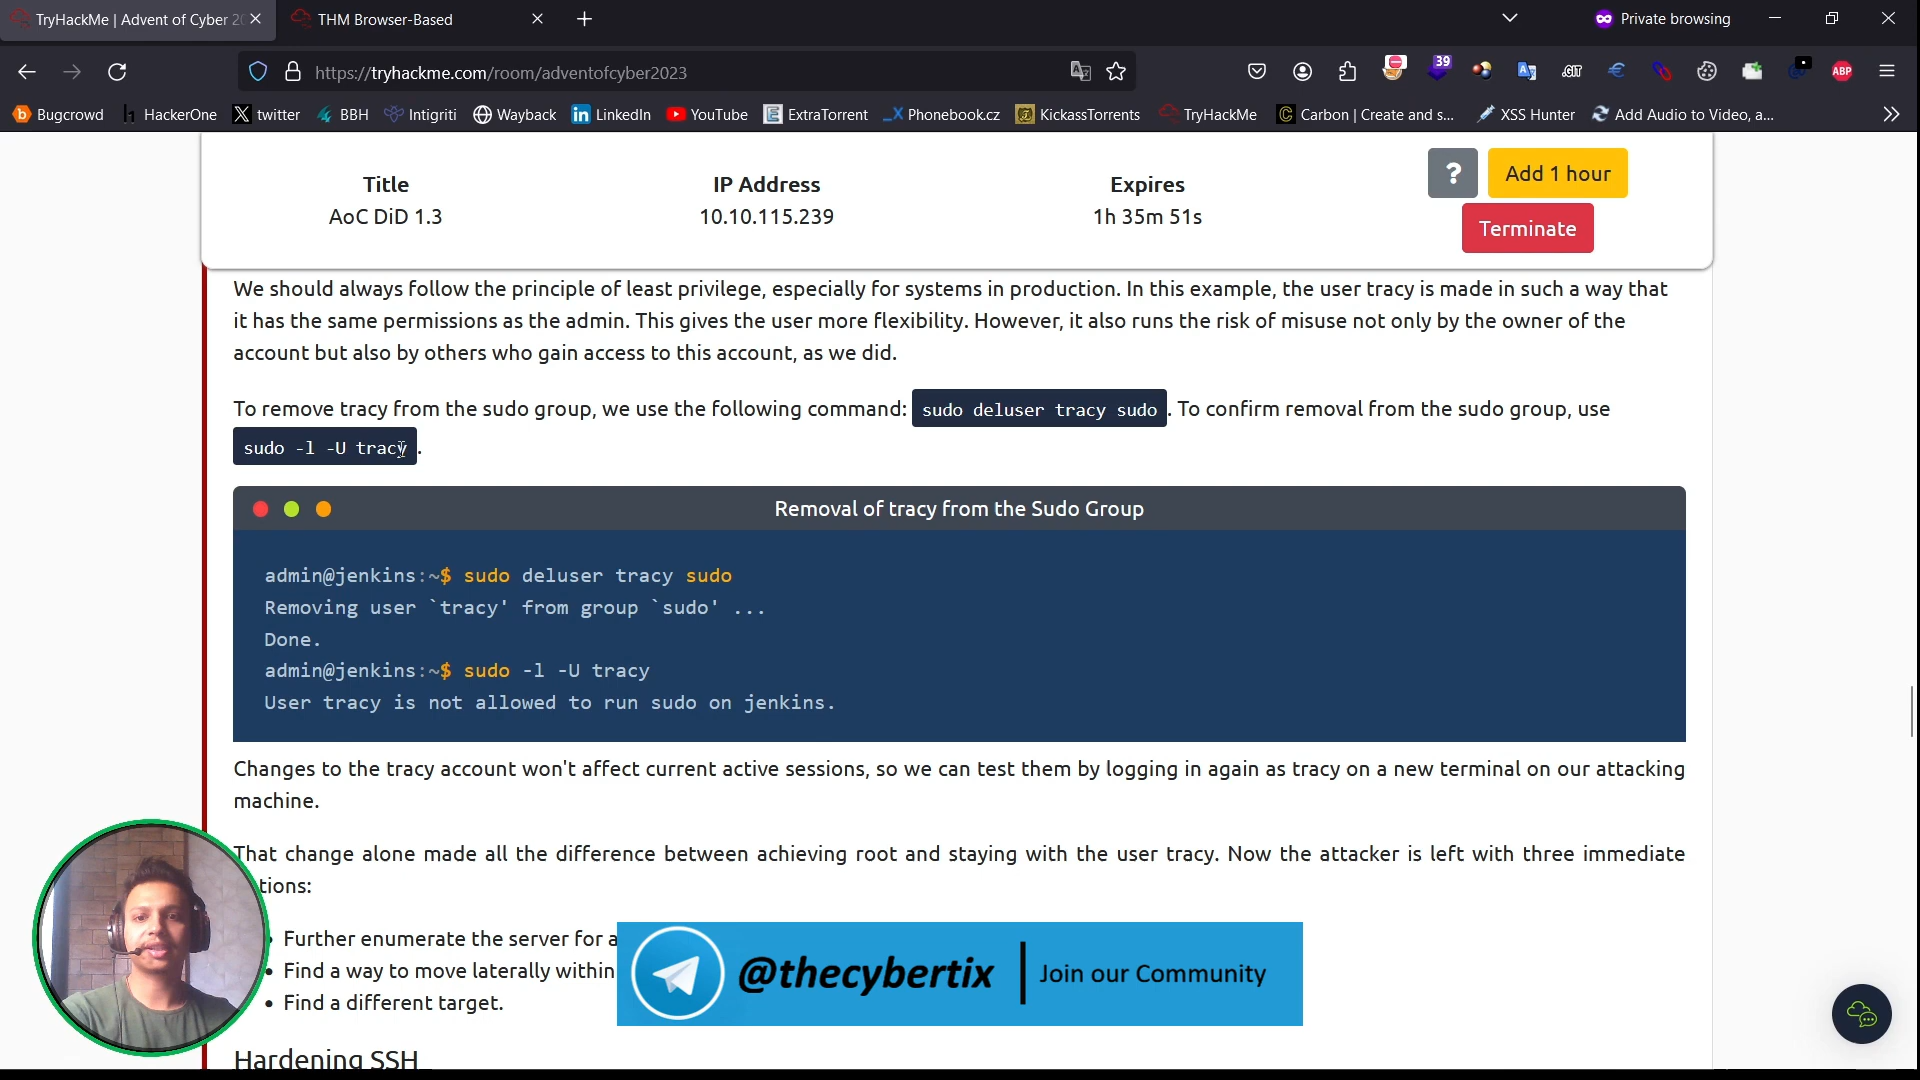 TryHackMe | Advent of Cyber 20
THM Browser-Based
Private browsing
https://tryhackme.com/room/adventofcyber2023
39
.GIT
ABP
Bugcrowd
HackerOne
twitter
BBH
Intigriti
Wayback
LinkedIn
YouTube
ExtraTorrent
Phonebook.cz
KickassTorrents
TryHackMe
Carbon | Create and s...
XSS Hunter
Add Audio to Video, a...
Title
AoC DiD 1.3
IP Address
10.10.115.239
Expires
1h 35m 51s
?
Add 1 hour
Terminate
We should always follow the principle of least privilege, especially for systems in production. In this example, the user tracy is made in such a way that
it has the same permissions as the admin. This gives the user more flexibility. However, it also runs the risk of misuse not only by the owner of the
account but also by others who gain access to this account, as we did.
To remove tracy from the sudo group, we use the following command: sudo deluser tracy sudo. To confirm removal from the sudo group, use
sudo -l -U tracy.
Removal of tracy from the Sudo Group
admin@jenkins:~$ sudo deluser tracy sudo
Removing user `tracy' from group `sudo' ...
Done.
admin@jenkins:~$ sudo -l -U tracy
User tracy is not allowed to run sudo on jenkins.
Changes to the tracy account won't affect current active sessions, so we can test them by logging in again as tracy on a new terminal on our attacking
machine.
That change alone made all the difference between achieving root and staying with the user tracy. Now the attacker is left with three immediate
tions:
Further enumerate the server for a
Find a way to move laterally within
Find a different target.
@thecybertix | Join our Community
Hardening SSH